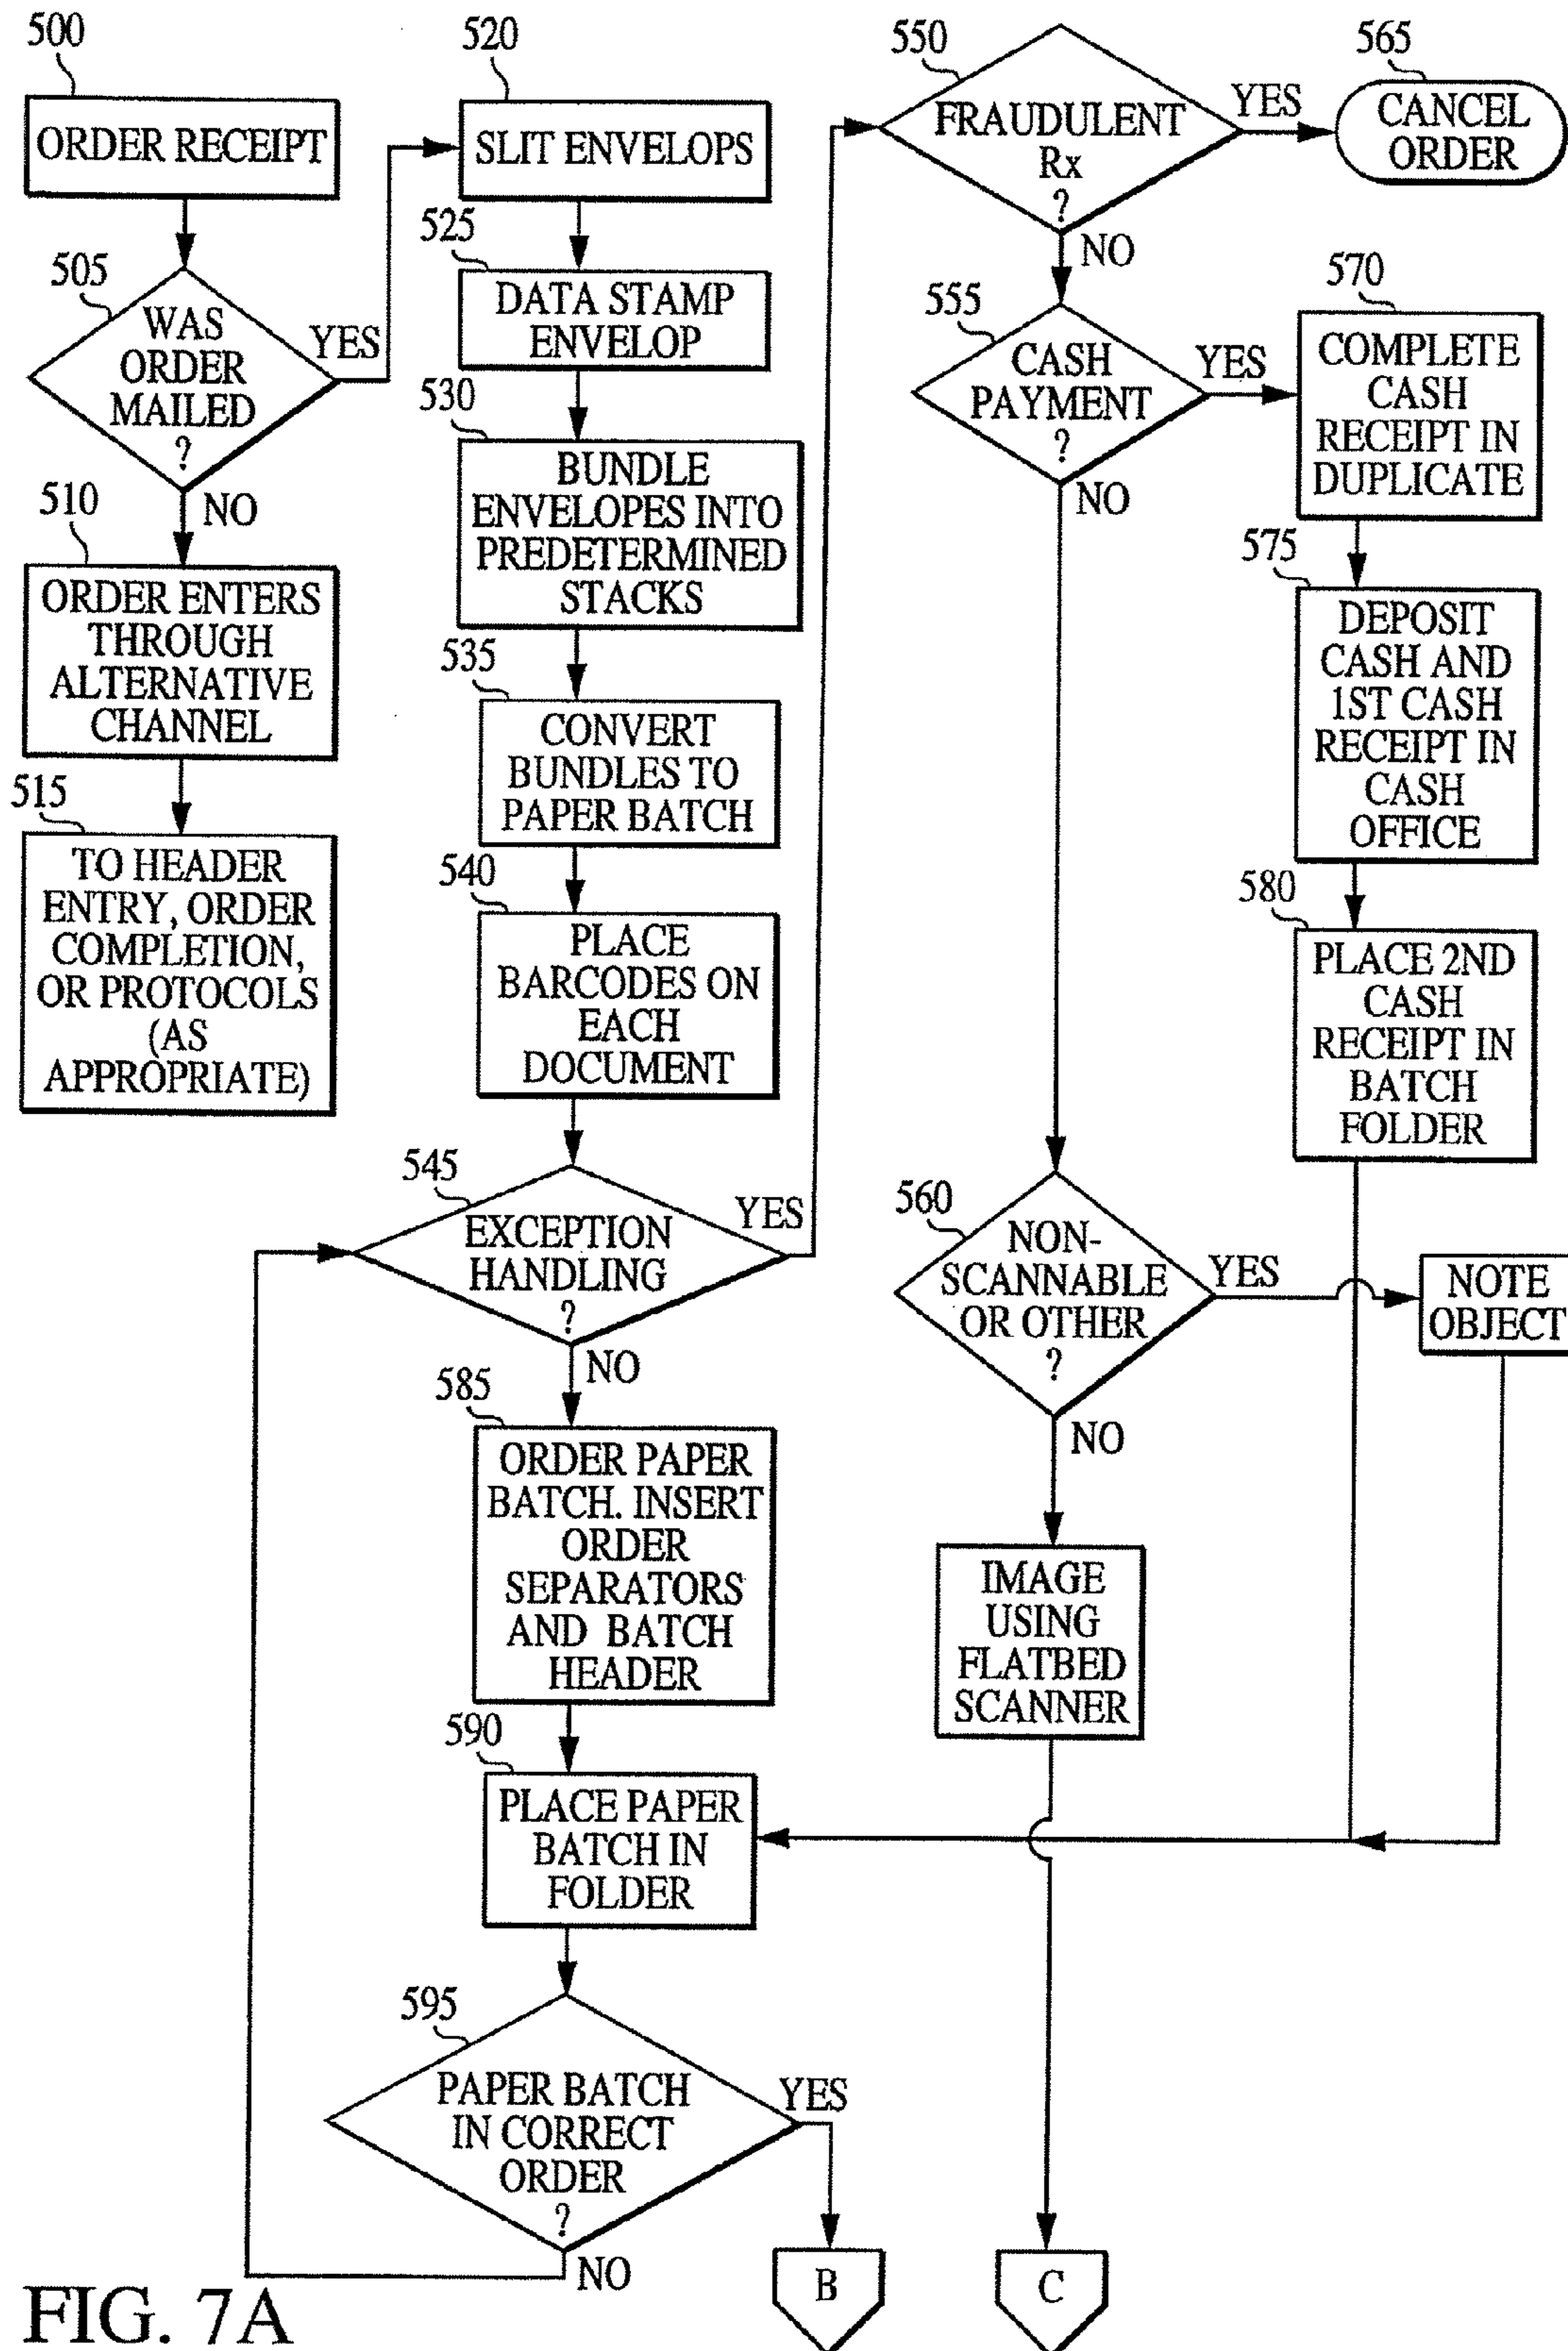 500
ORDER RECEIPT
505
WAS
ORDER
MAILED
?
YES
NO
510
ORDER ENTERS
THROUGH
ALTERNATIVE
CHANNEL
515
TO HEADER
ENTRY, ORDER
COMPLETION,
OR PROTOCOLS
(AS
APPROPRIATE)
520
SLIT ENVELOPS
525
DATA STAMP
ENVELOP
530
BUNDLE
ENVELOPES INTO
PREDETERMINED
STACKS
535
CONVERT
BUNDLES TO
PAPER BATCH
540
PLACE
BARCODES ON
EACH
DOCUMENT
545
EXCEPTION
HANDLING
?
YES
NO
585
ORDER PAPER
BATCH. INSERT
ORDER
SEPARATORS
AND BATCH
HEADER
590
PLACE PAPER
BATCH IN
FOLDER
595
PAPER BATCH
IN CORRECT
ORDER
?
YES
NO
B
550
FRAUDULENT
Rx
?
YES
NO
565
CANCEL
ORDER
555
CASH
PAYMENT
?
YES
NO
570
COMPLETE
CASH
RECEIPT IN
DUPLICATE
575
DEPOSIT
CASH AND
1ST CASH
RECEIPT IN
CASH
OFFICE
580
PLACE 2ND
CASH
RECEIPT IN
BATCH
FOLDER
560
NON-
SCANNABLE
OR OTHER
?
YES
NO
NOTE
OBJECT
IMAGE
USING
FLATBED
SCANNER
C
FIG. 7A